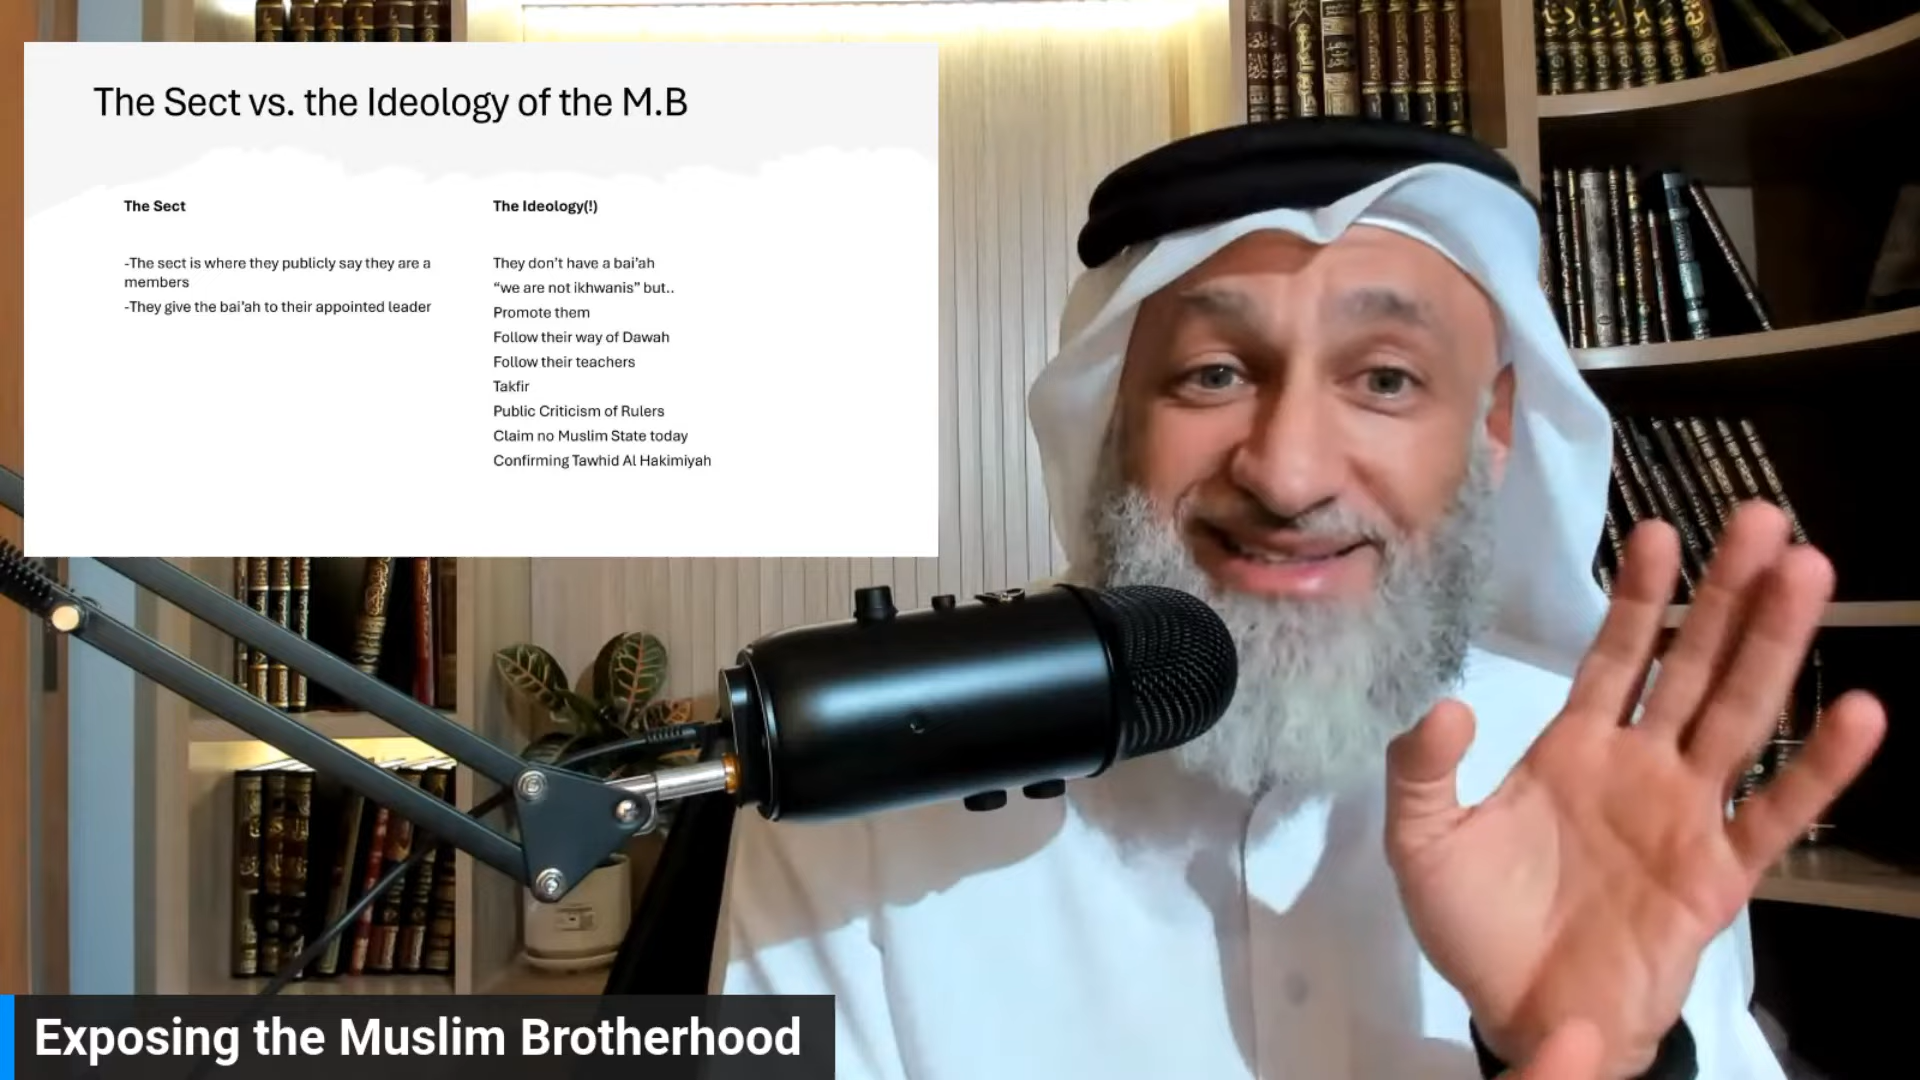 The Sect vs. the Ideology of the M.B
The Sect
-The sect is where they publicly say they are a
members
-They give the bai’ah to their appointed leader
The Ideology(!)
They don’t have a bai’ah
“we are not ikhwanis” but..
Promote them
Follow their way of Dawah
Follow their teachers
Takfir
Public Criticism of Rulers
Claim no Muslim State today
Confirming Tawhid Al Hakimiyah
Exposing the Muslim Brotherhood